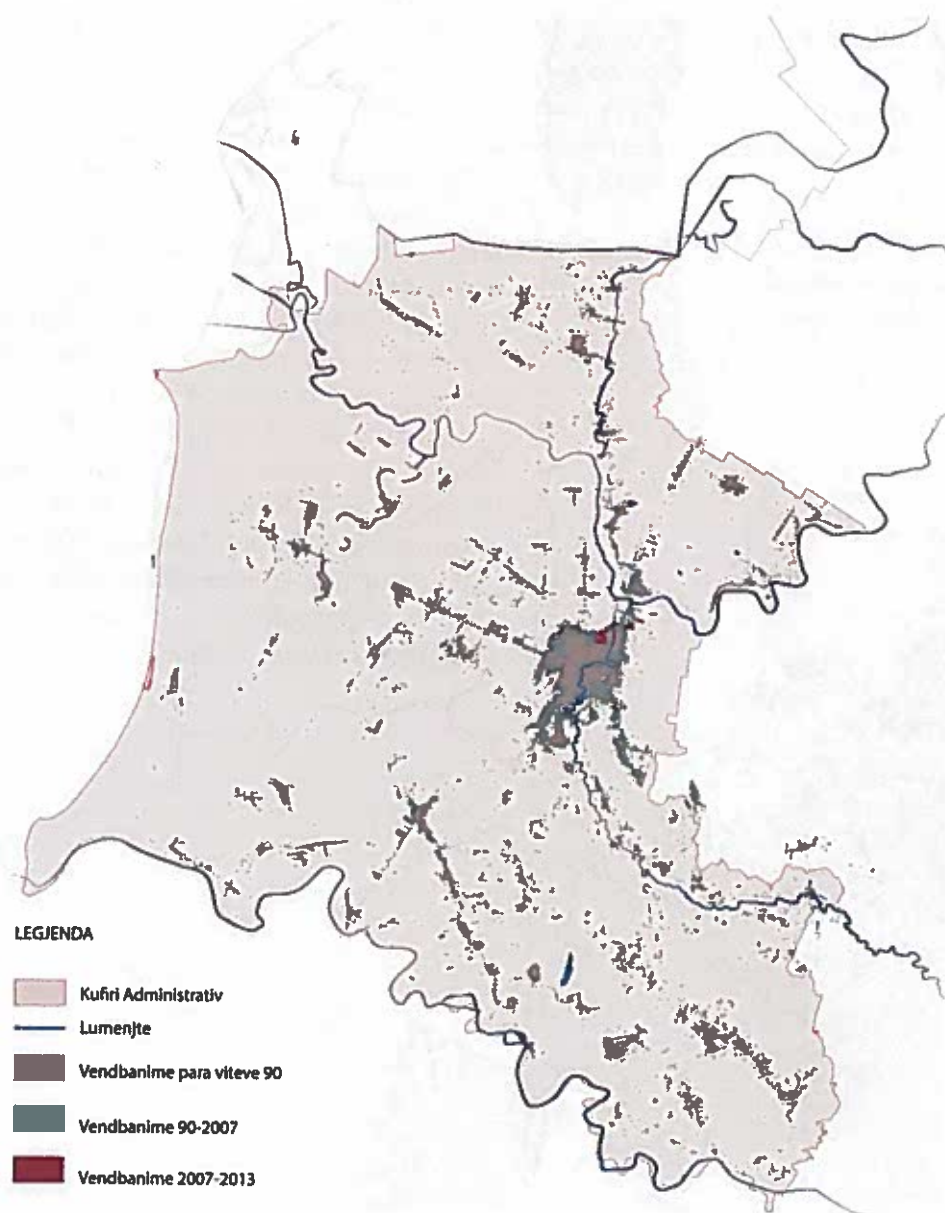 LEGJENDA
Kufiri Administrativ
Lumenjte
Vendbanime para viteve 90
Vendbanime 90-2007
Vendbanime 2007-2013